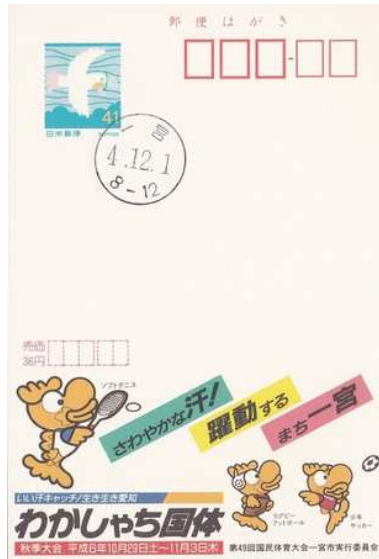 郵便はがき
41
日本郵便
NIPPON
一宮
4.12.1
8-12
売価
36円
ソフトテニス
さわやかな汗!
躍動する
まち一宮
いい汗キャッチ/生き生き愛知
わかしゃち国体
秋季大会 平成6年10月29日土~11月3日木
ラグビー
フットボール
少年
サッカー
第49回国民体育大会一宮市実行委員会